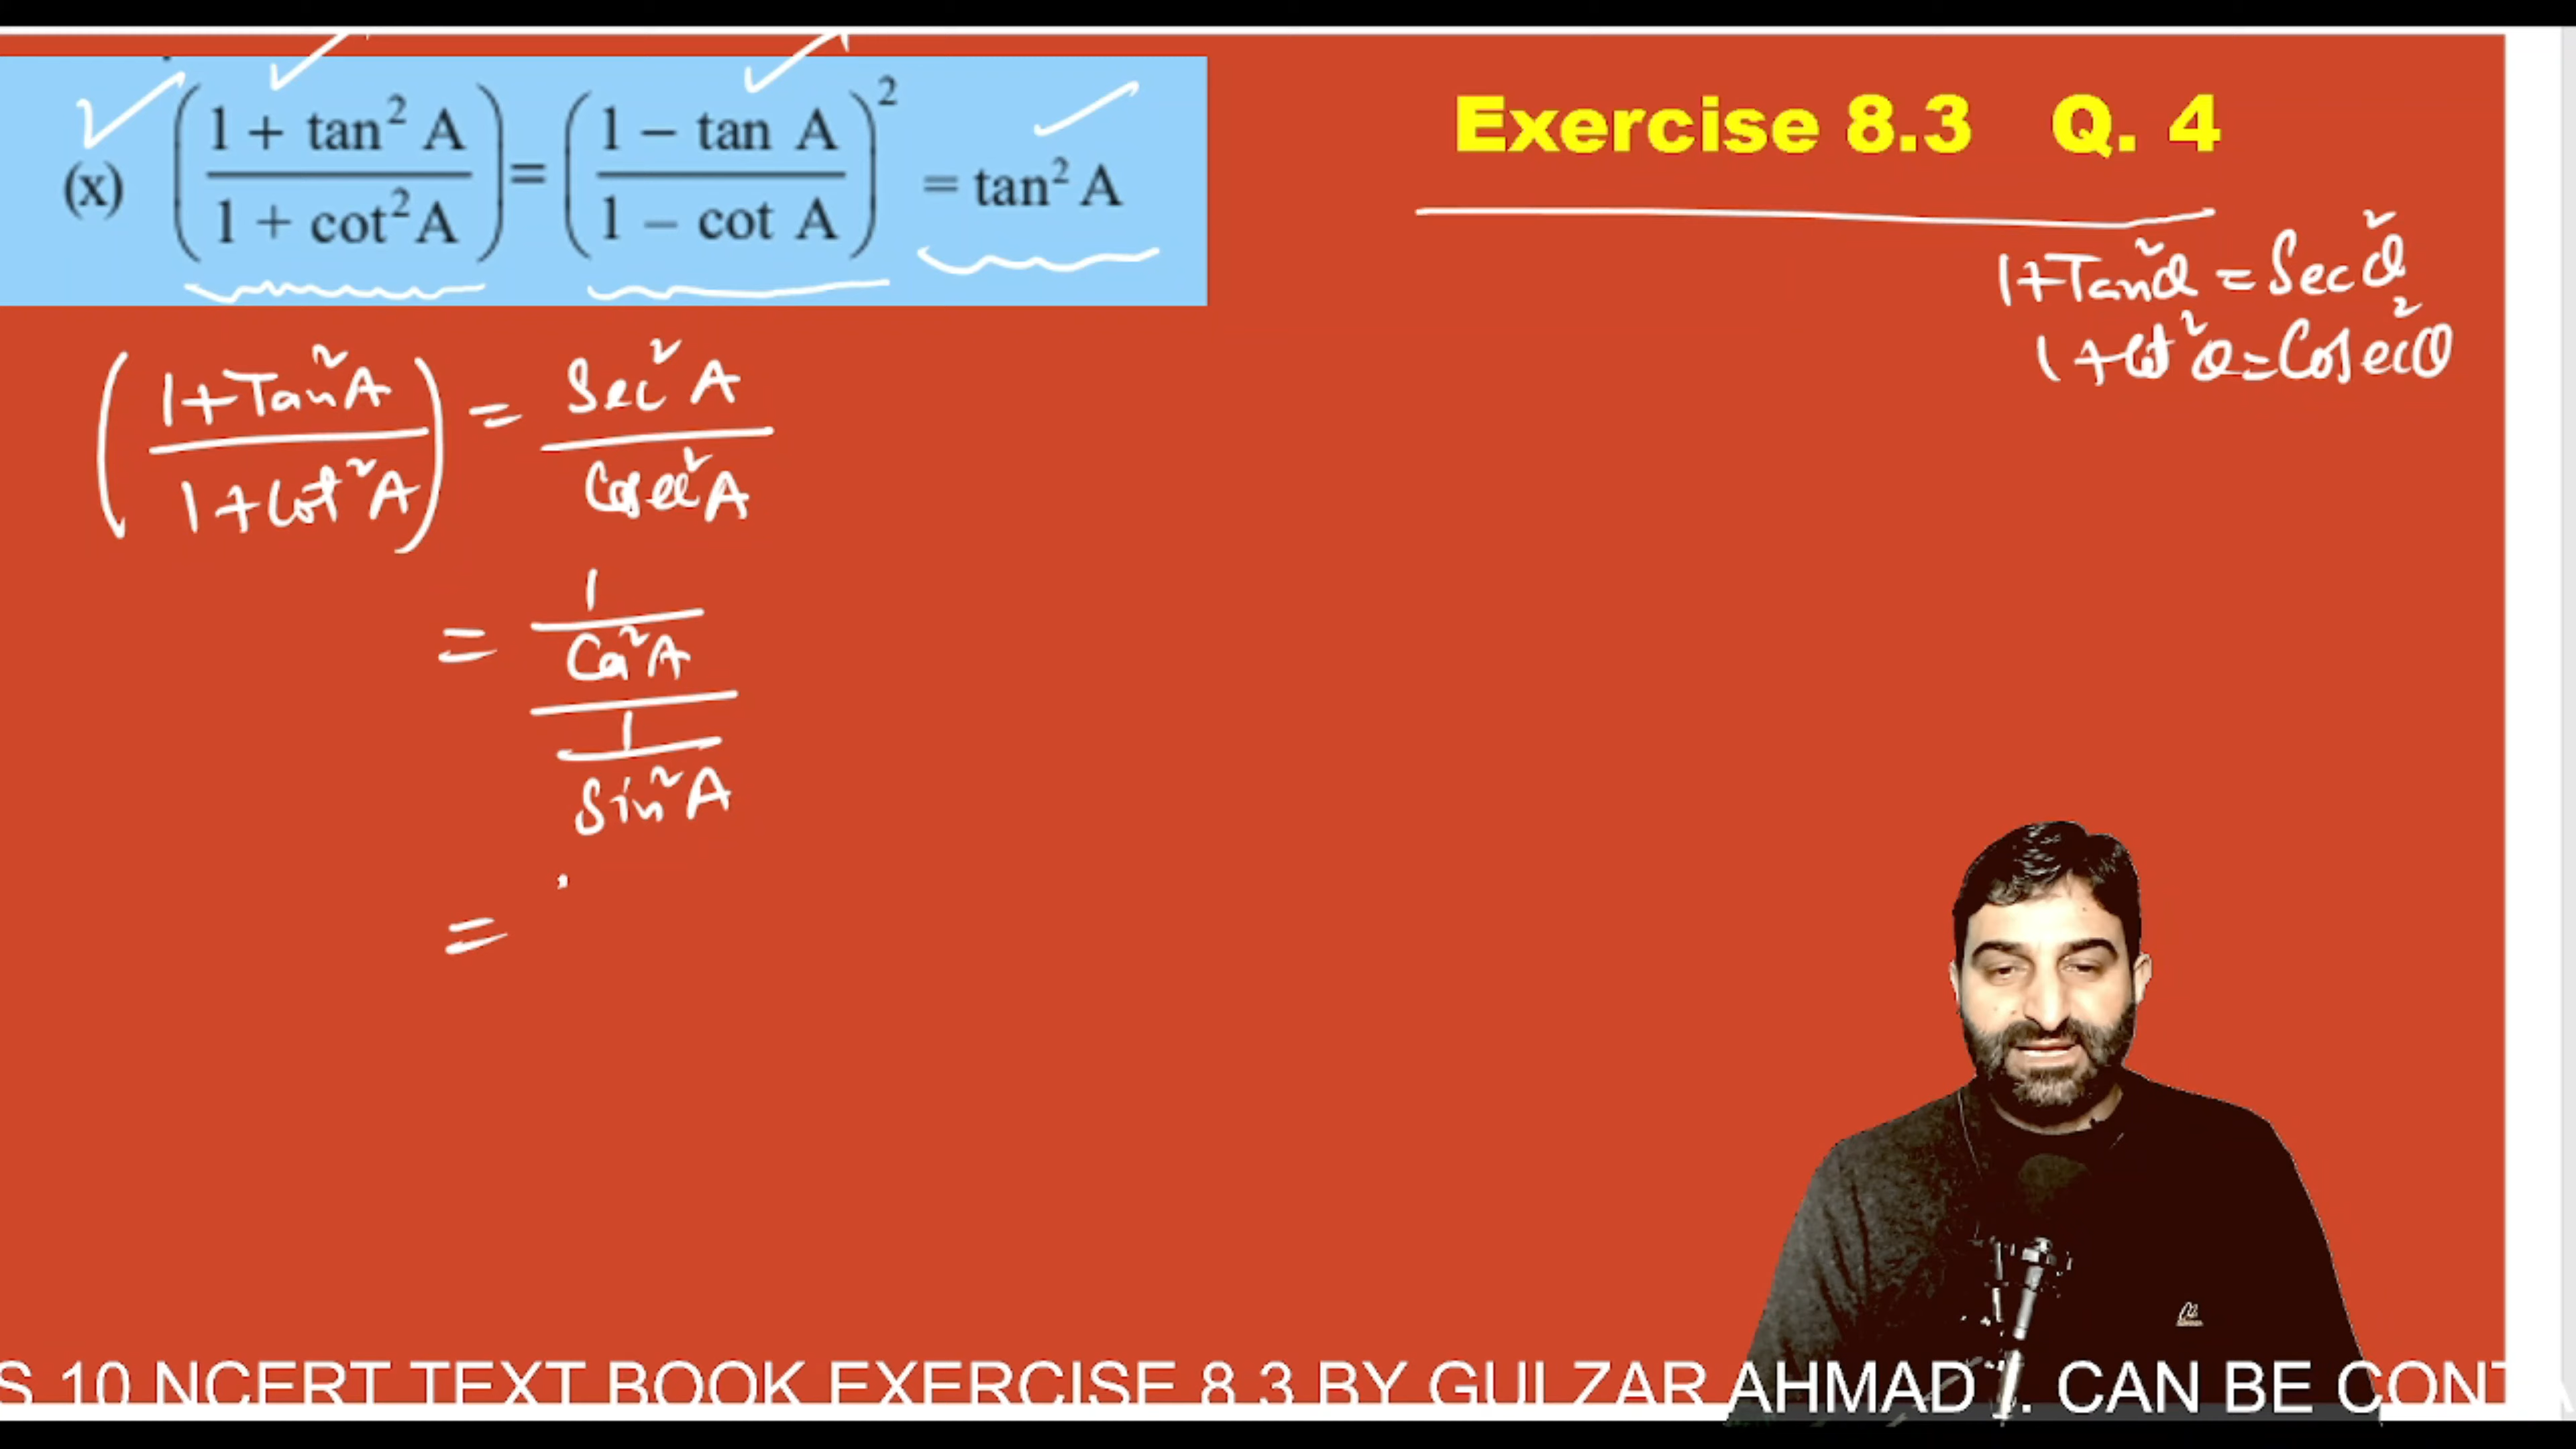 (x) (1 + tan² A / 1 + cot² A) = (1 − tan A / 1 − cot A)² = tan² A
Exercise 8.3 Q. 4
1+Tan²θ = Sec²θ
1+Cot²θ = Cosec²θ
(1+Tan²A / 1+Cot²A) = Sec²A / Cosec²A
= 1/Cos²A / 1/Sin²A
=
S 10 NCERT TEXT BOOK EXERCISE 8.3 BY GULZAR AHMAD J. CAN BE CONTA